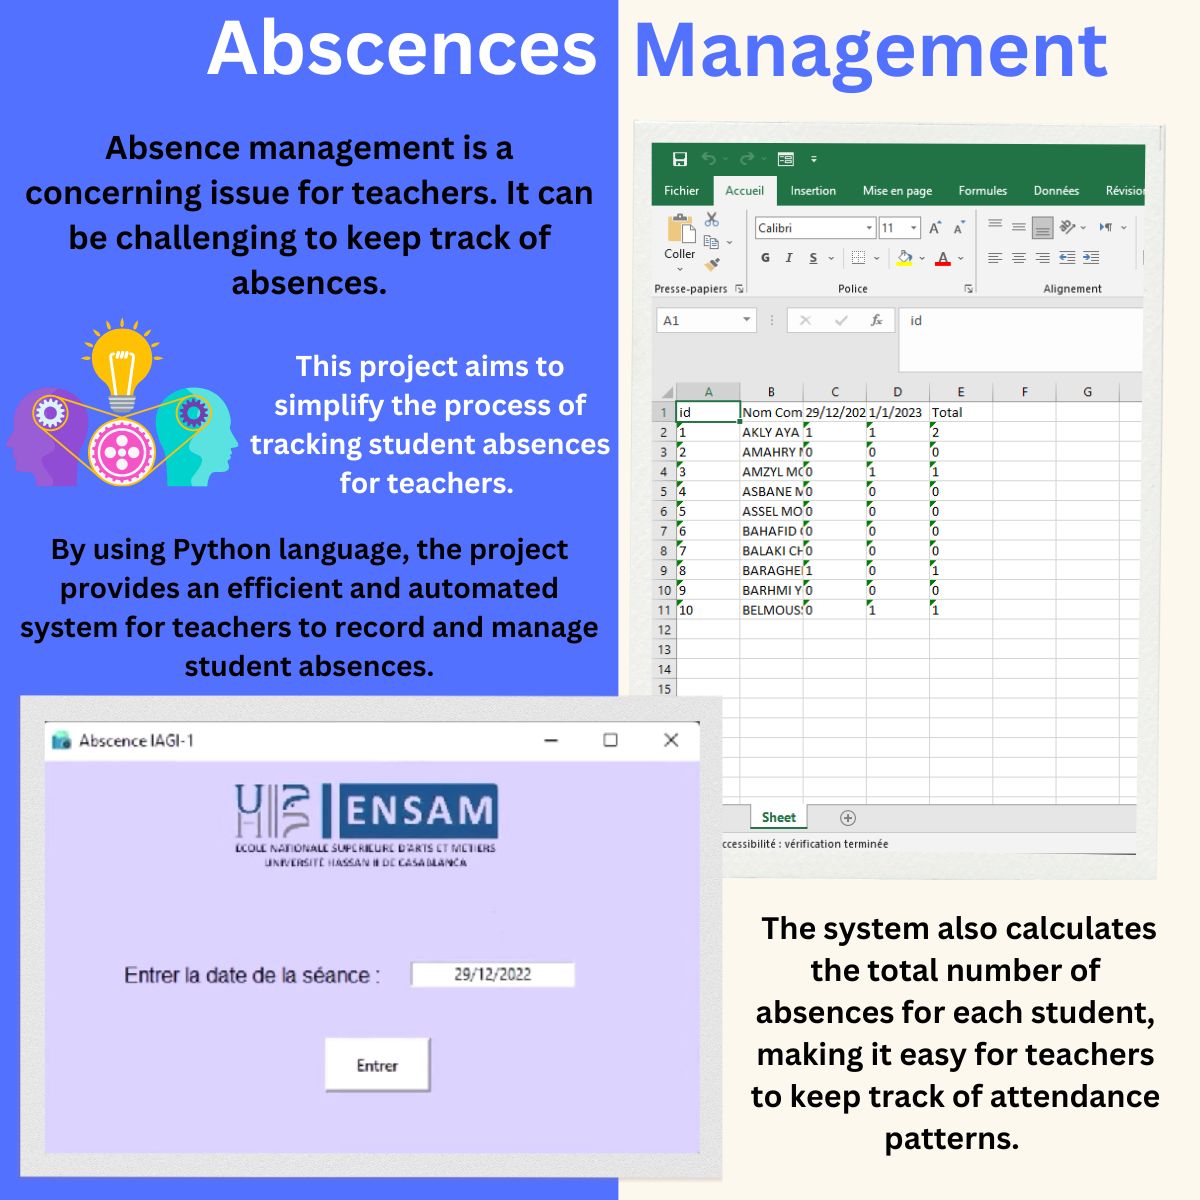 Abscences Management
Absence management is a
concerning issue for teachers. It can
be challenging to keep track of
absences.
This project aims to
simplify the process of
tracking student absences
for teachers.
By using Python language, the project
provides an efficient and automated
system for teachers to record and manage
student absences.
Fichier Accueil Insertion Mise en page Formules Données Révision
Coller
Calibri 11
G I S
Presse-papiers Police Alignement
A1 fx id
A B C D E F G
1 id Nom Com 29/12/202 1/1/2023 Total
2 1 AKLY AYA 1 1 2
3 2 AMAHRY 0 0 0
4 3 AMZYL MO 0 1 1
5 4 ASBANE 0 0 0
6 5 ASSEL MO 0 0 0
7 6 BAHAFID 0 0 0
8 7 BALAKI CH 0 0 0
9 8 BARAGHE 1 0 1
10 9 BARHMI Y 0 0 0
11 10 BELMOUS 0 1 1
12
13
14
15
Sheet
ccessibilité : vérification terminée
Abscence IAGI-1
UH2C ENSAM
ÉCOLE NATIONALE SUPERIEURE D'ARTS ET METIERS
UNIVERSITÉ HASSAN II DE CASABLANCA
Entrer la date de la séance : 29/12/2022
Entrer
The system also calculates
the total number of
absences for each student,
making it easy for teachers
to keep track of attendance
patterns.